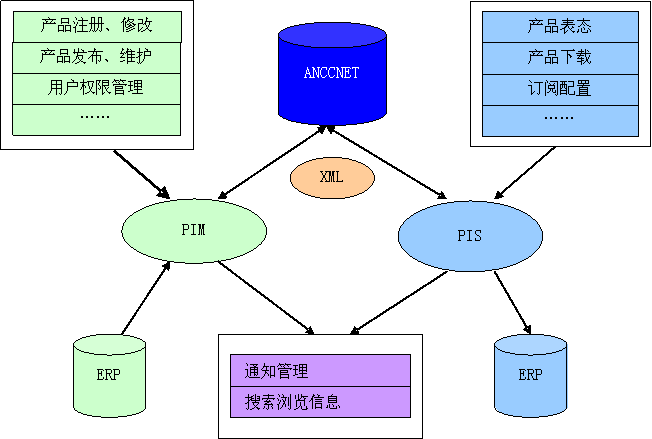 产品注册、修改
产品发布、维护
用户权限管理
……
ANCCNET
产品表态
产品下载
订阅配置
……
XML
PIM
PIS
ERP
通知管理
搜索浏览信息
ERP